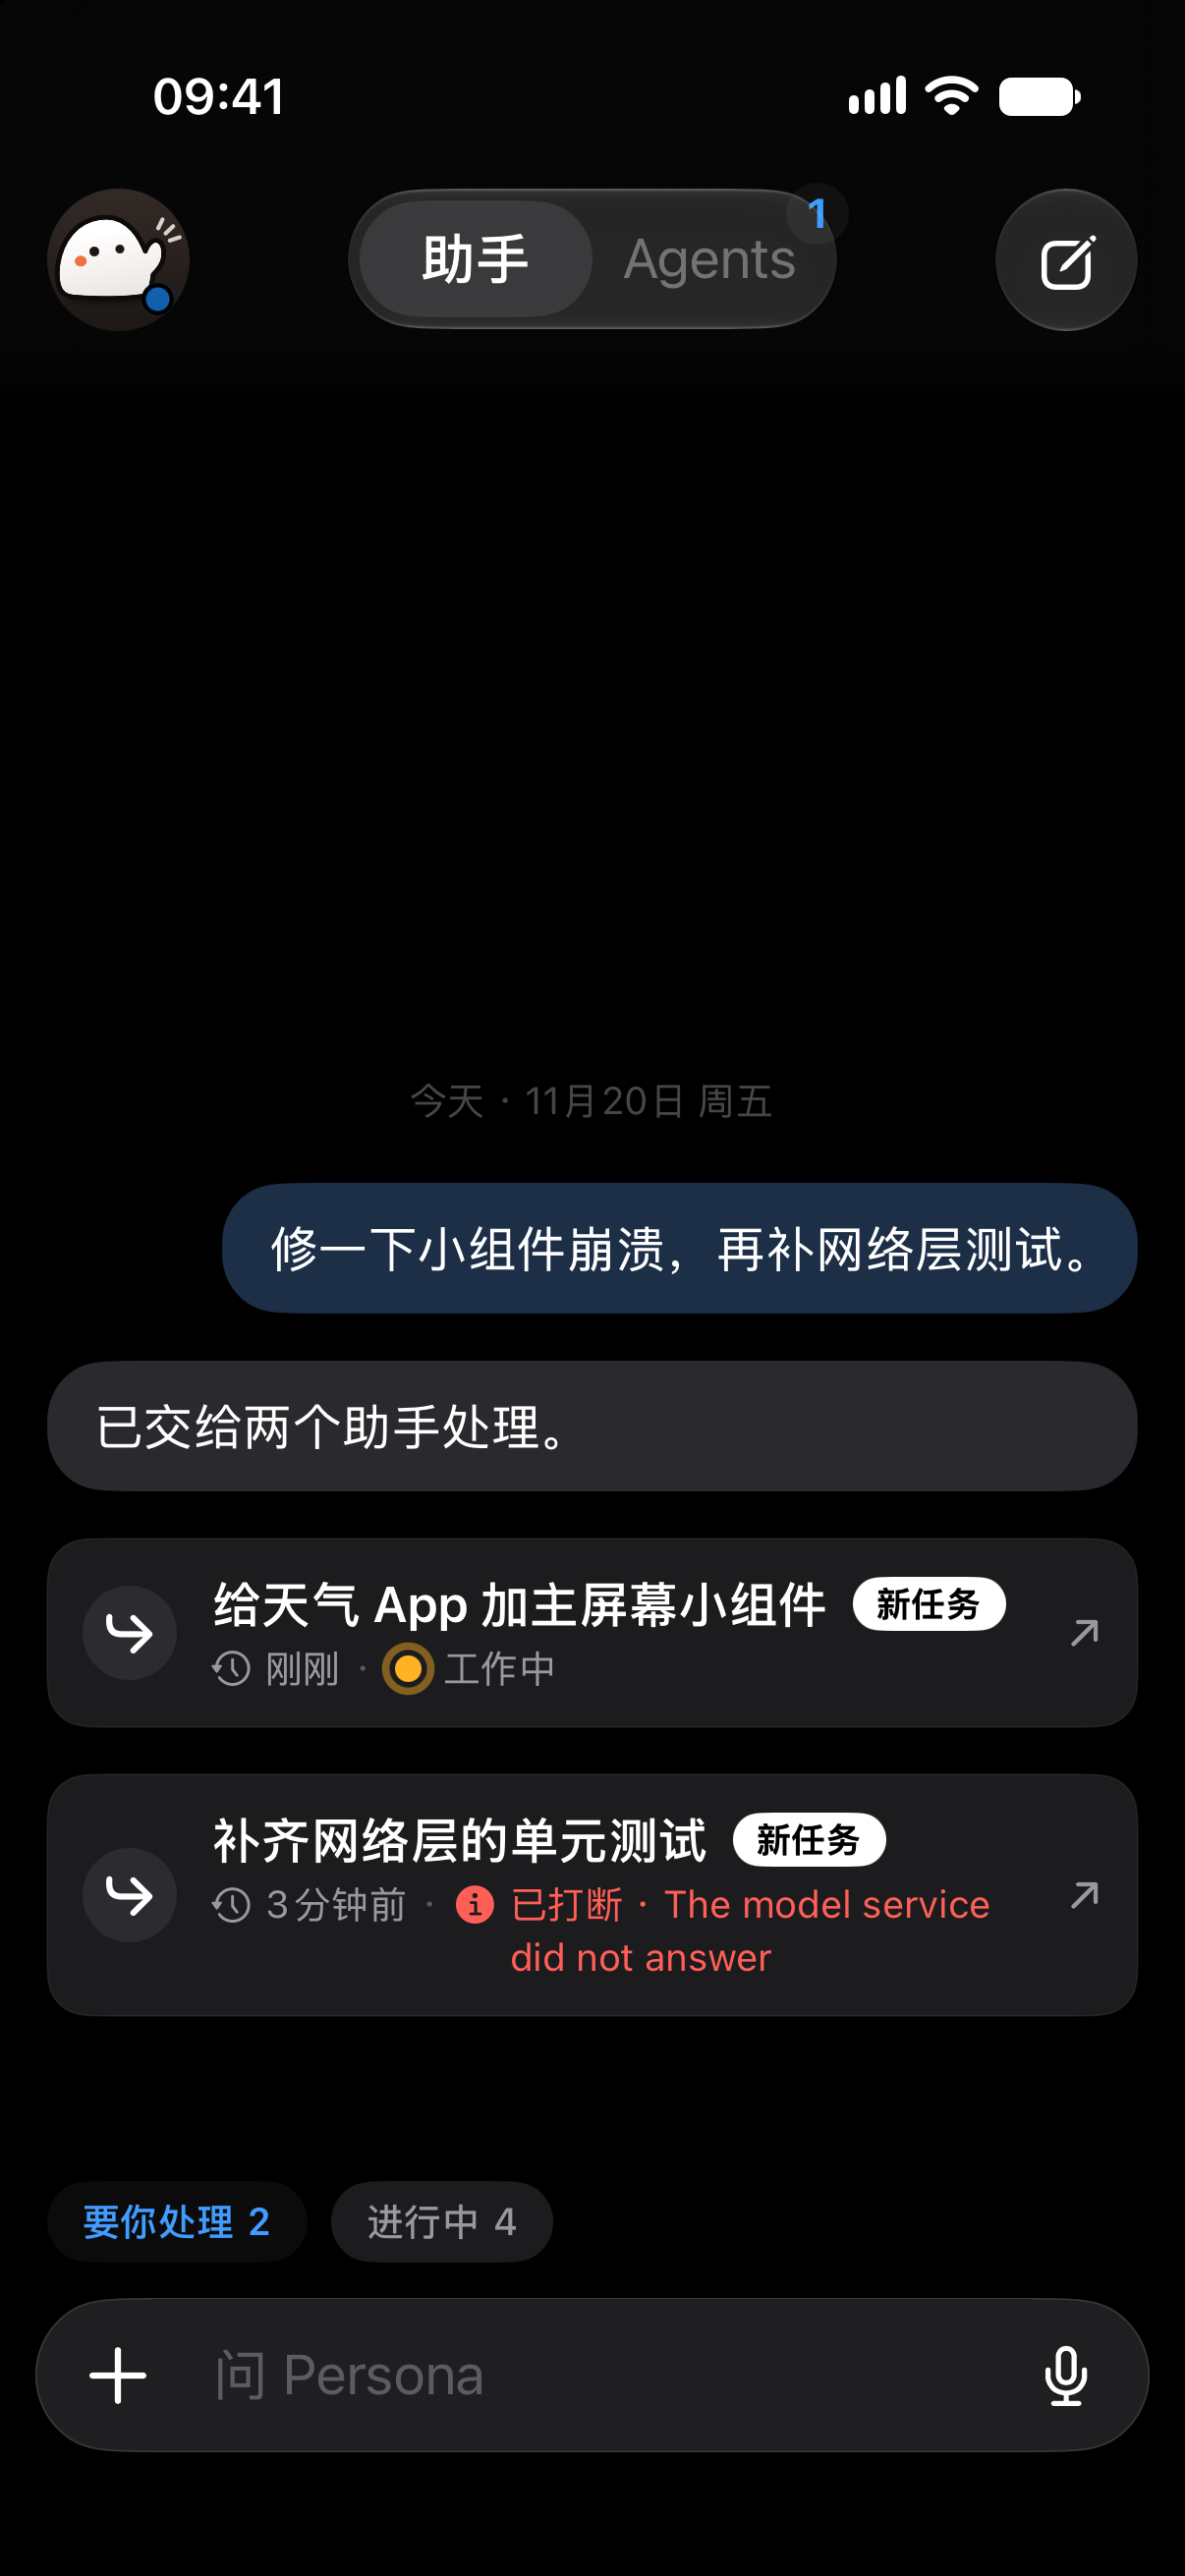 09:41
助手
Agents
1
今天 · 11月20日 周五
修一下小组件崩溃，再补网络层测试。
已交给两个助手处理。
给天气 App 加主屏幕小组件 新任务
刚刚 · 工作中
补齐网络层的单元测试 新任务
3分钟前 · 已打断 · The model service
did not answer
要你处理 2
进行中 4
问 Persona